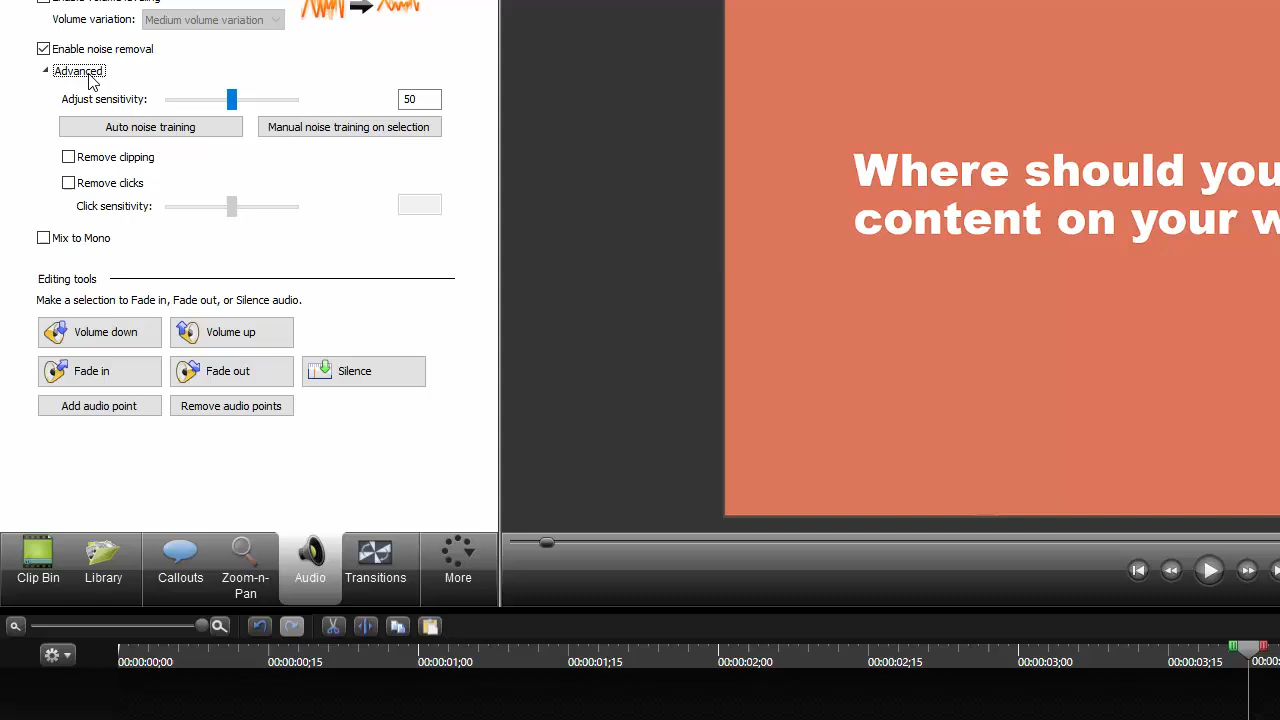 Enable volume leveling
Volume variation: Medium volume variation
Enable noise removal
Advanced
Adjust sensitivity: 50
Auto noise training Manual noise training on selection
Remove clipping
Remove clicks
Click sensitivity:
Mix to Mono
Where should you
content on your w
Editing tools
Make a selection to Fade in, Fade out, or Silence audio.
Volume down Volume up
Fade in Fade out Silence
Add audio point Remove audio points
Clip Bin Library Callouts Zoom-n-Pan Audio Transitions More
00:00:00;00 00:00:00;15 00:00:01;00 00:00:01;15 00:00:02;00 00:00:02;15 00:00:03;00 00:00:03;15 00:00